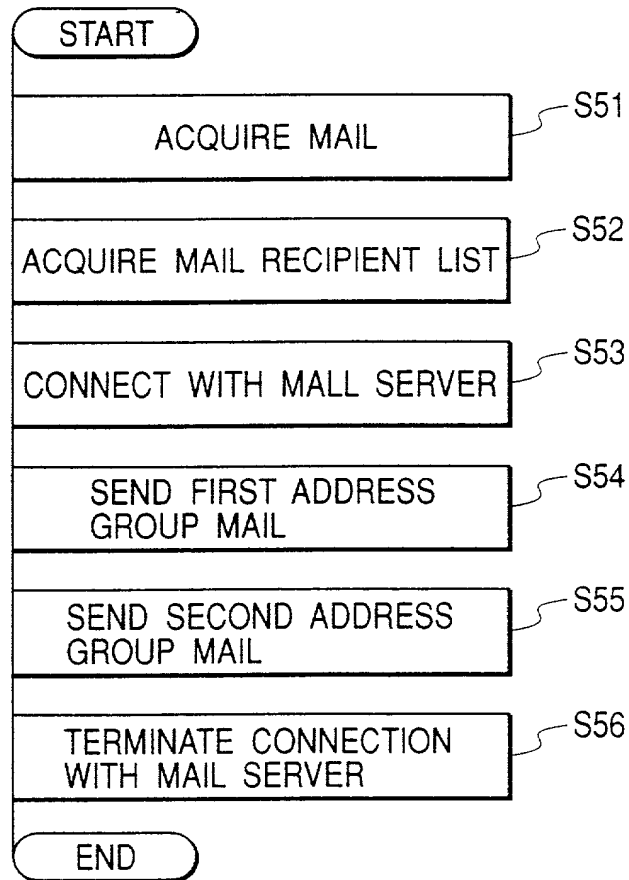 START
ACQUIRE MAIL
S51
ACQUIRE MAIL RECIPIENT LIST
S52
CONNECT WITH MALL SERVER
S53
SEND FIRST ADDRESS
GROUP MAIL
S54
SEND SECOND ADDRESS
GROUP MAIL
S55
TERMINATE CONNECTION
WITH MAIL SERVER
S56
END